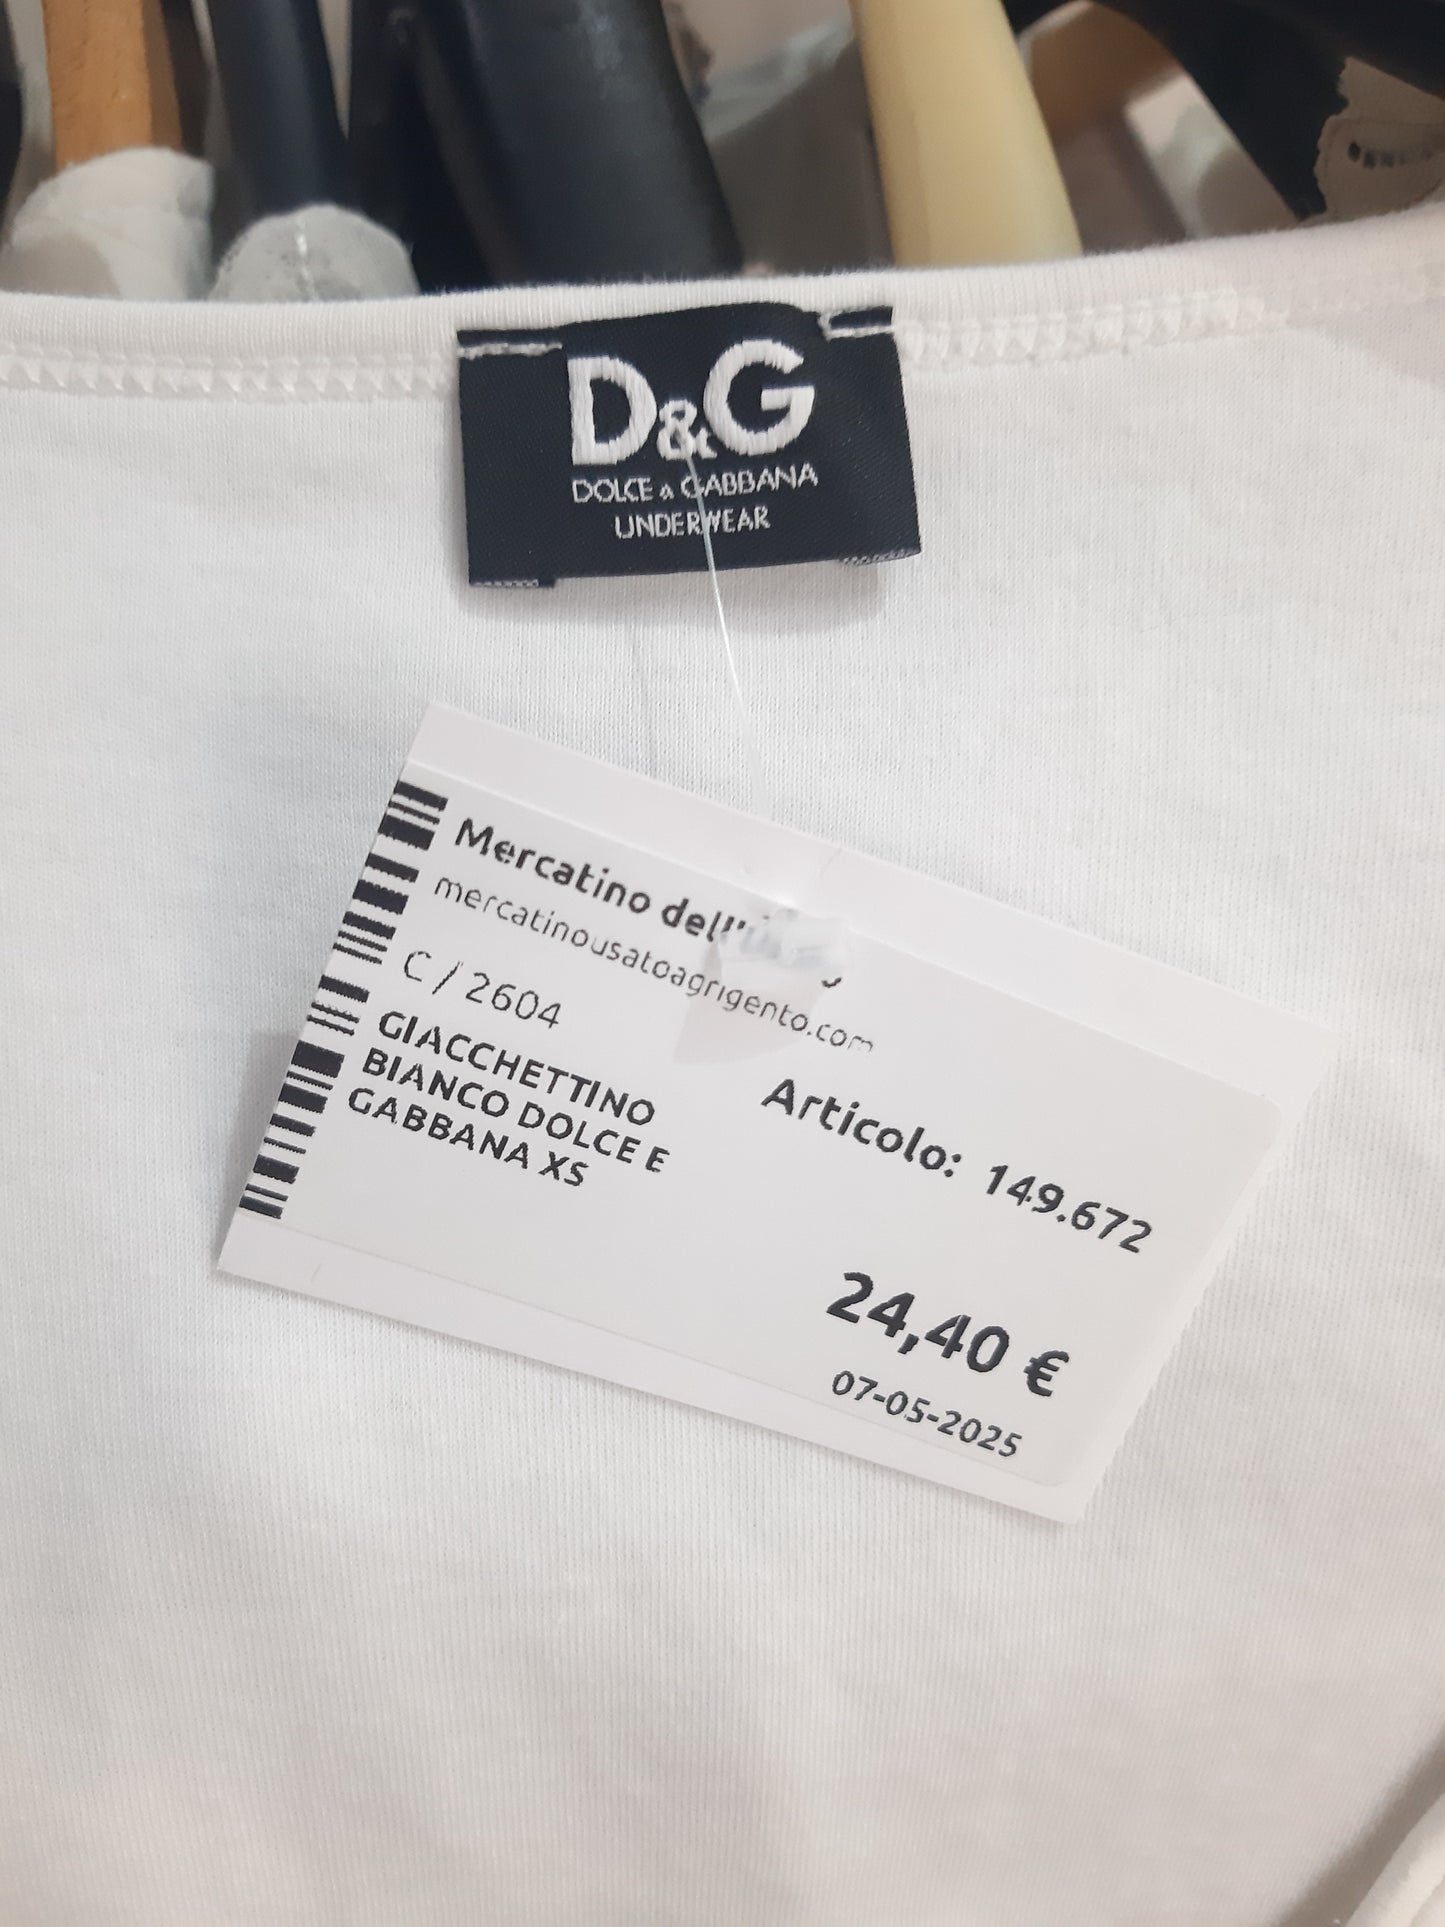 D&G
DOLCE & GABBANA
UNDERWEAR
Mercatino dell'
mercatinousatoagrigento.com
C / 2604
GIACCHETTINO
BIANCO DOLCE E
GABBANA XS
Articolo: 149.672
24,40 €
07-05-2025